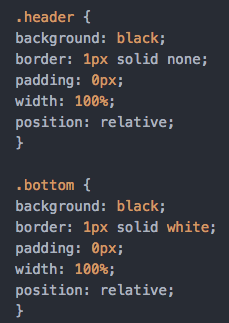 .header {
background: black;
border: 1px solid none;
padding: 0px;
width: 100%;
position: relative;
}
.bottom {
background: black;
border: 1px solid white;
padding: 0px;
width: 100%;
position: relative;
}